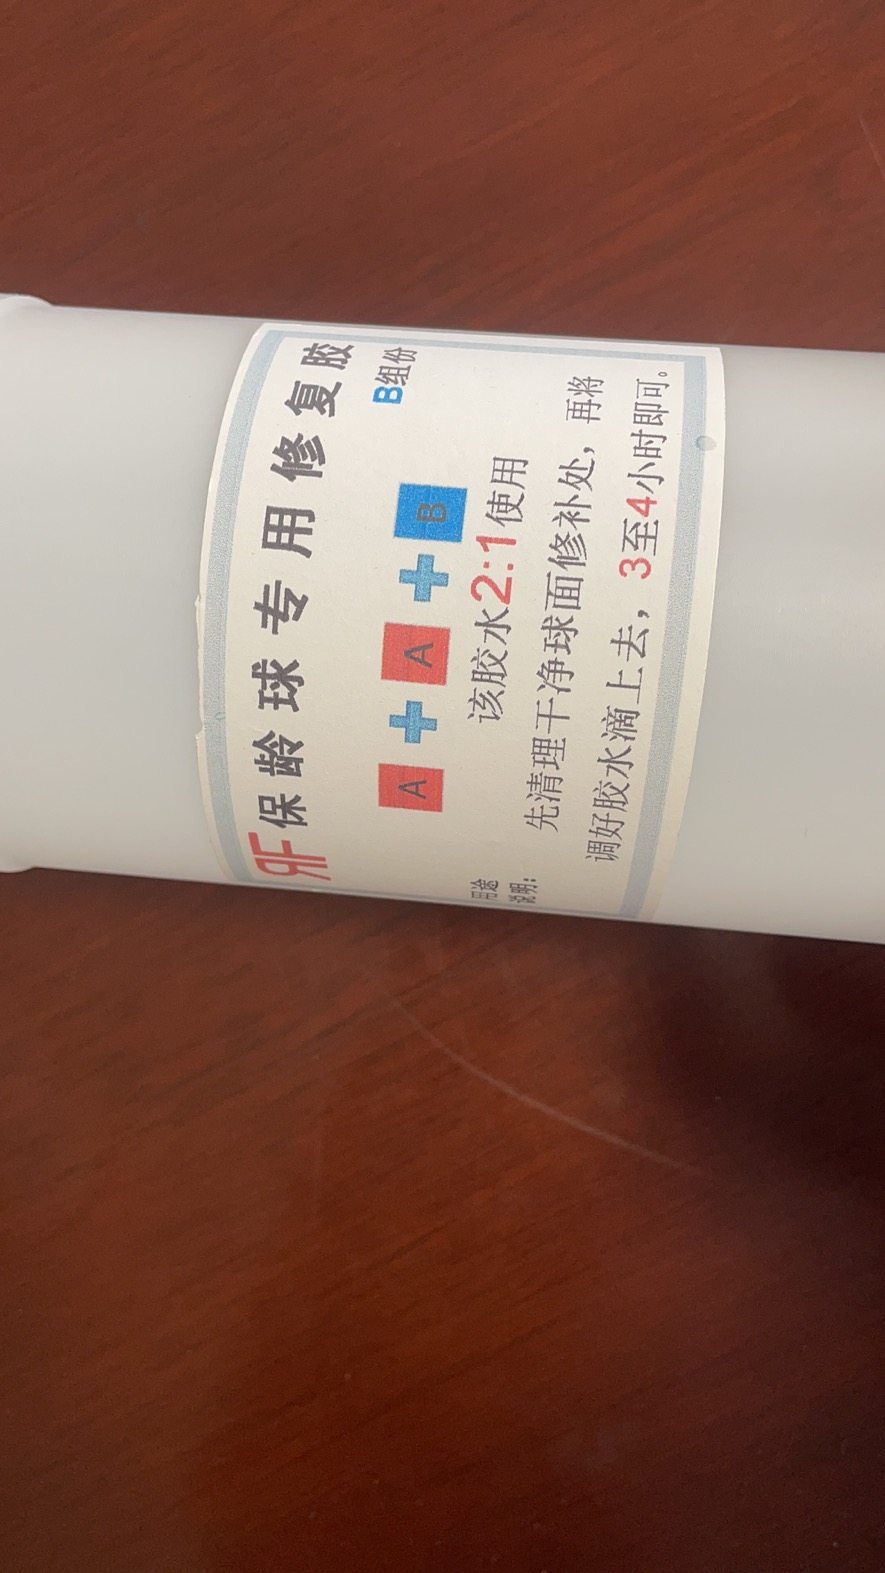 RF保龄球专用修复胶
B组份
A+A+B
该胶水2:1使用
用途
说明:
先清理干净球面修补处，再将
调好胶水滴上去，3至4小时即可。